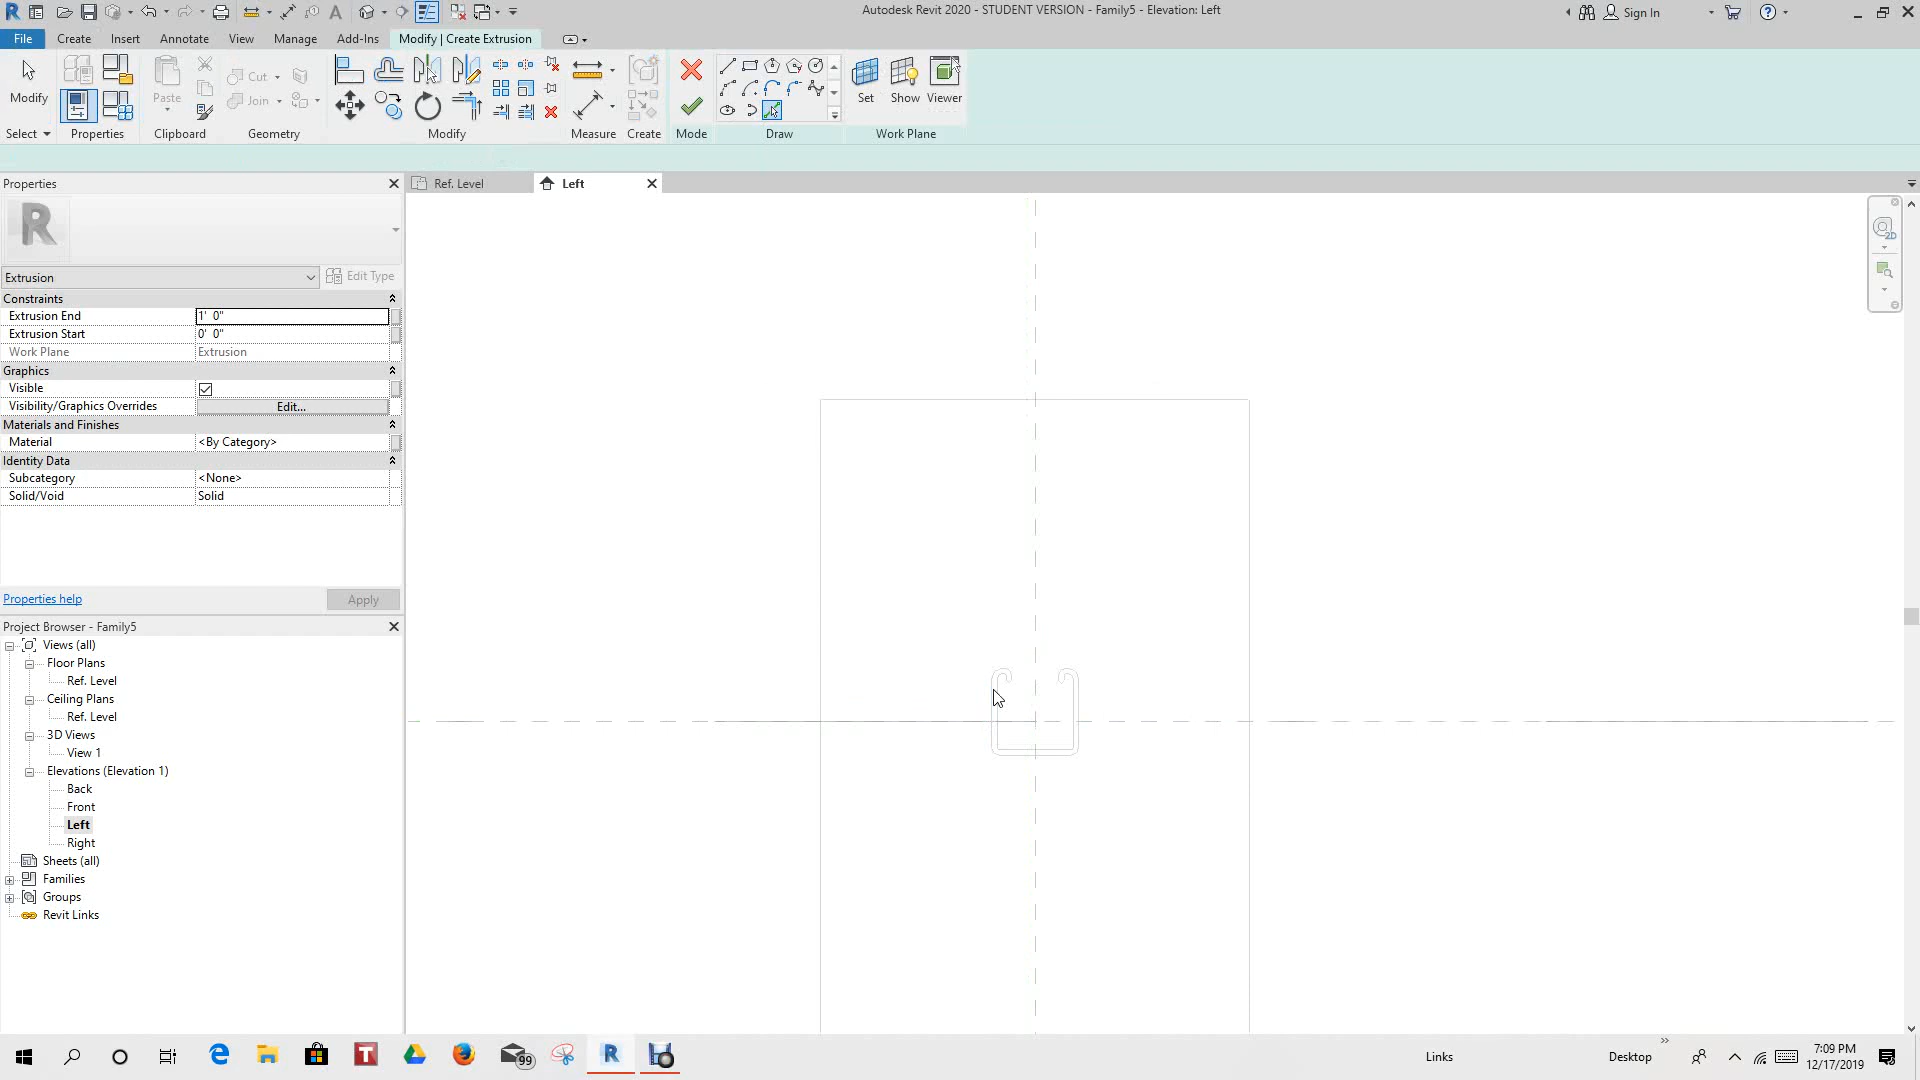 Autodesk Revit 2020 - STUDENT VERSION - Family5 - Elevation: Left
Sign In
File Create Insert Annotate View Manage Add-Ins Modify | Create Extrusion
Modify
Paste
Cut
Join
Set Show Viewer
Select Properties Clipboard Geometry Modify Measure Create Mode Draw Work Plane
Properties
Ref. Level
Left
R
Extrusion
Edit Type
Constraints
Extrusion End 1' 0"
Extrusion Start 0' 0"
Work Plane Extrusion
Graphics
Visible
Visibility/Graphics Overrides Edit...
Materials and Finishes
Material <By Category>
Identity Data
Subcategory <None>
Solid/Void Solid
Properties help
Apply
Project Browser - Family5
Views (all)
Floor Plans
Ref. Level
Ceiling Plans
Ref. Level
3D Views
View 1
Elevations (Elevation 1)
Back
Front
Left
Right
Sheets (all)
Families
Groups
Revit Links
2D
99
Links
Desktop
7:09 PM
12/17/2019